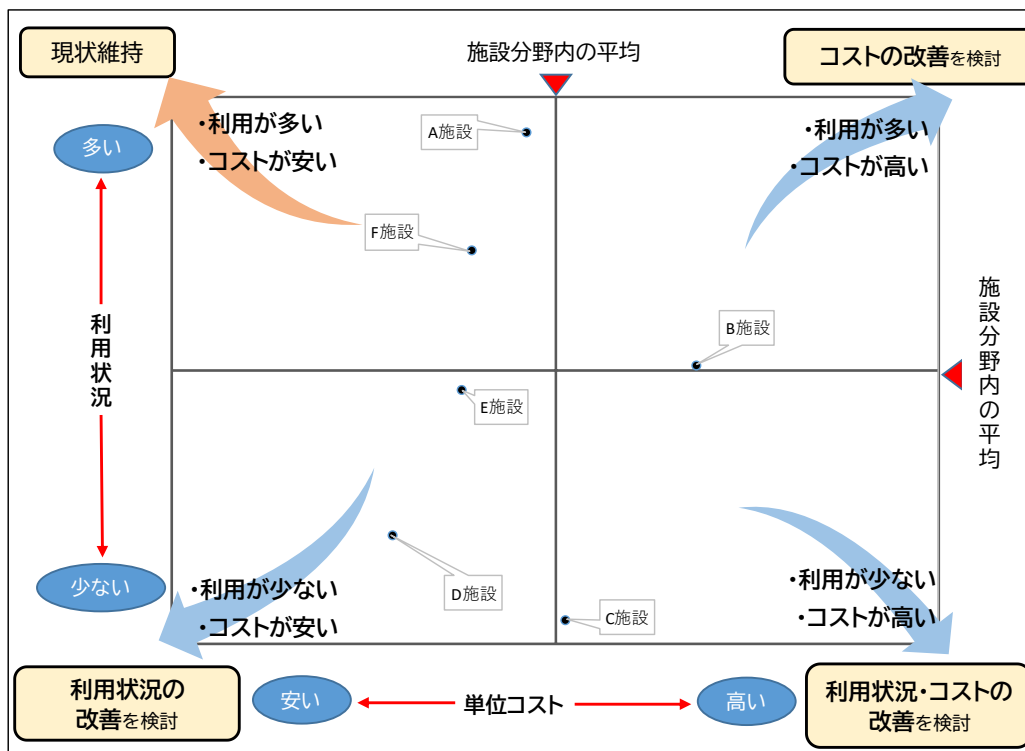 現状維持
施設分野内の平均
コストの改善を検討
・利用が多い
・コストが安い
A施設
・利用が多い
・コストが高い
多い
F施設
利用状況
B施設
施設分野内の平均
E施設
少ない
・利用が少ない
・コストが安い
D施設
C施設
・利用が少ない
・コストが高い
利用状況の
改善を検討
安い
単位コスト
高い
利用状況・コストの
改善を検討